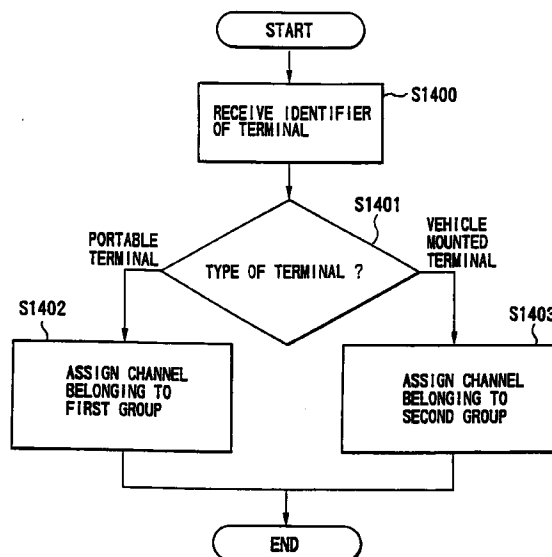 START
S1400
RECEIVE IDENTIFIER
OF TERMINAL
S1401
PORTABLE
TERMINAL
VEHICLE
MOUNTED
TERMINAL
TYPE OF TERMINAL ?
S1402
S1403
ASSIGN CHANNEL
BELONGING TO
FIRST GROUP
ASSIGN CHANNEL
BELONGING TO
SECOND GROUP
END